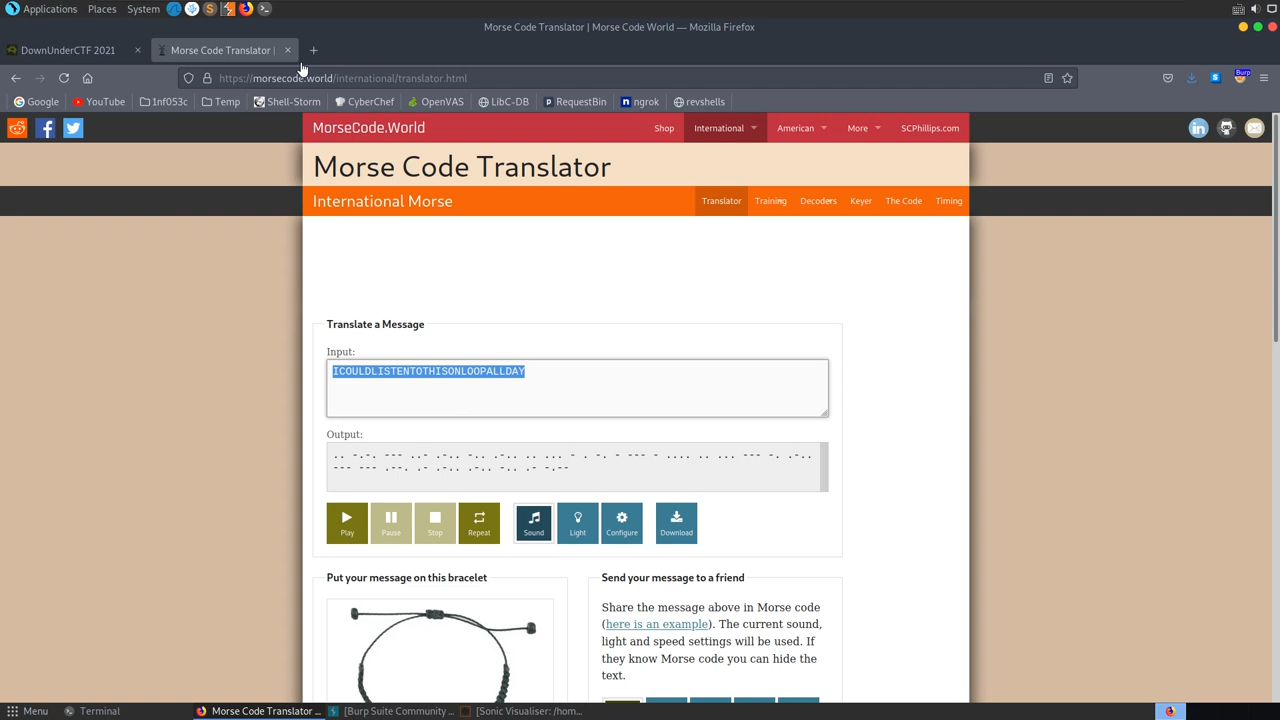 Applications Places System
Morse Code Translator | Morse Code World — Mozilla Firefox
DownUnderCTF 2021 × Morse Code Translator | × +
https://morsecode.world/international/translator.html
Burp
Google YouTube 1nf053c Temp Shell-Storm CyberChef OpenVAS LibC-DB RequestBin ngrok revshells
MorseCode.World Shop International American More SCPhillips.com
Morse Code Translator
International Morse Translator Training Decoders Keyer The Code Timing
Translate a Message
Input:
ICOULDLISTENTOTHISONLOOPALLDAY
Output:
.. -.-. --- ..- .-.. -.. .-.. .. ... - . -. - --- - .... .. ... --- -. .-..
--- --- .--. .- .-.. .-.. -.. .- -.--
Play Pause Stop Repeat Sound Light Configure Download
Put your message on this bracelet
Send your message to a friend
Share the message above in Morse code
(here is an example). The current sound,
light and speed settings will be used. If
they know Morse code you can hide the
text.
Menu Terminal Morse Code Translator ... [Burp Suite Community ... [Sonic Visualiser: /hom...